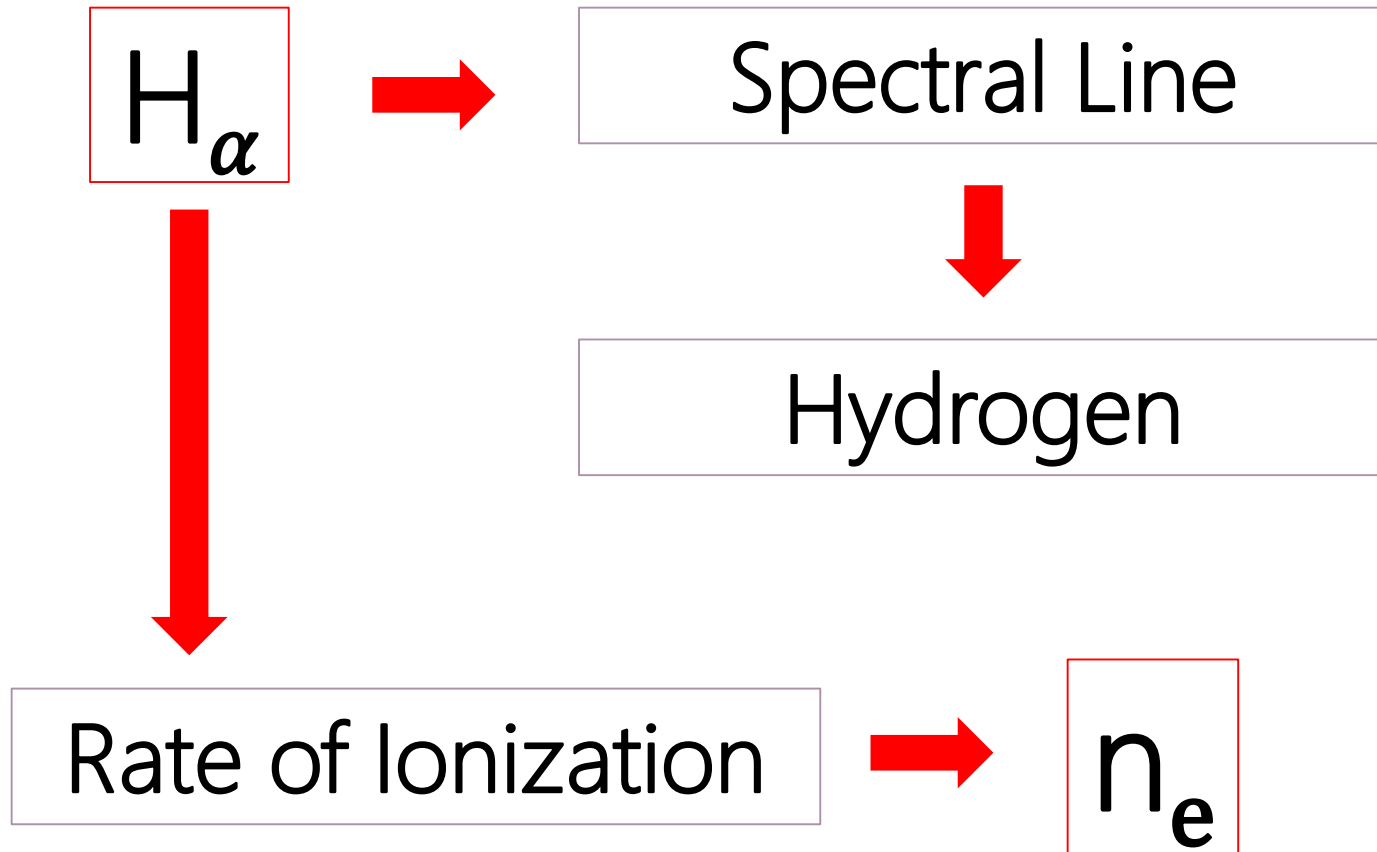 H𝜶
Spectral Line
Hydrogen
Rate of Ionization
nₑ